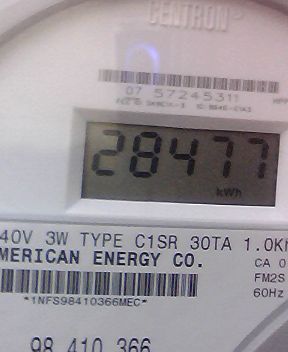 CENTRON
07 57245311
28477
kWh
40V 3W TYPE C1SR 30TA 1.0K
MERICAN ENERGY CO.
CA 0
FM2S
60Hz
*1NFS98410366MEC*
98 410 366